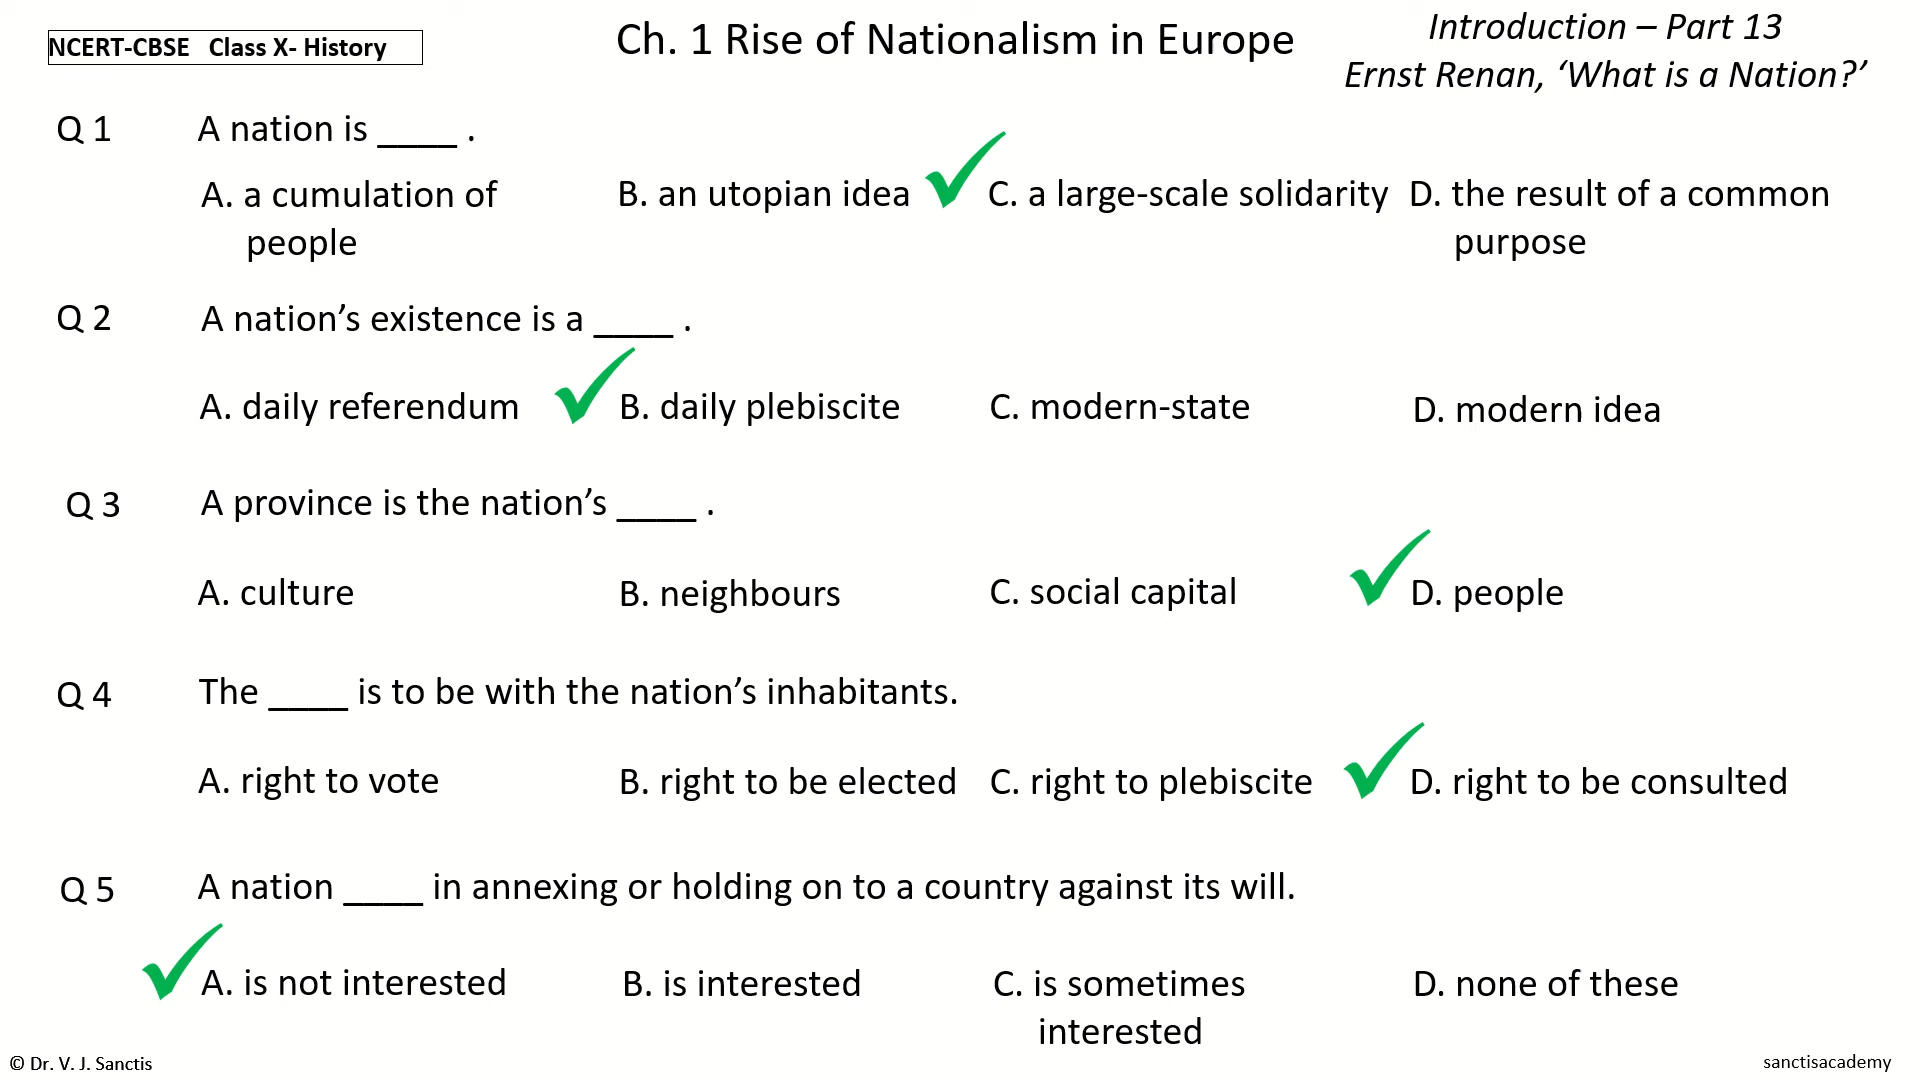 NCERT-CBSE Class X- History
Ch. 1 Rise of Nationalism in Europe
Introduction – Part 13
Ernst Renan, ‘What is a Nation?’
Q 1 A nation is ____ .
A. a cumulation of people
B. an utopian idea
C. a large-scale solidarity
D. the result of a common purpose
Q 2 A nation’s existence is a ____ .
A. daily referendum
B. daily plebiscite
C. modern-state
D. modern idea
Q 3 A province is the nation’s ____ .
A. culture
B. neighbours
C. social capital
D. people
Q 4 The ____ is to be with the nation’s inhabitants.
A. right to vote
B. right to be elected
C. right to plebiscite
D. right to be consulted
Q 5 A nation ____ in annexing or holding on to a country against its will.
A. is not interested
B. is interested
C. is sometimes interested
D. none of these
© Dr. V. J. Sanctis
sanctisacademy